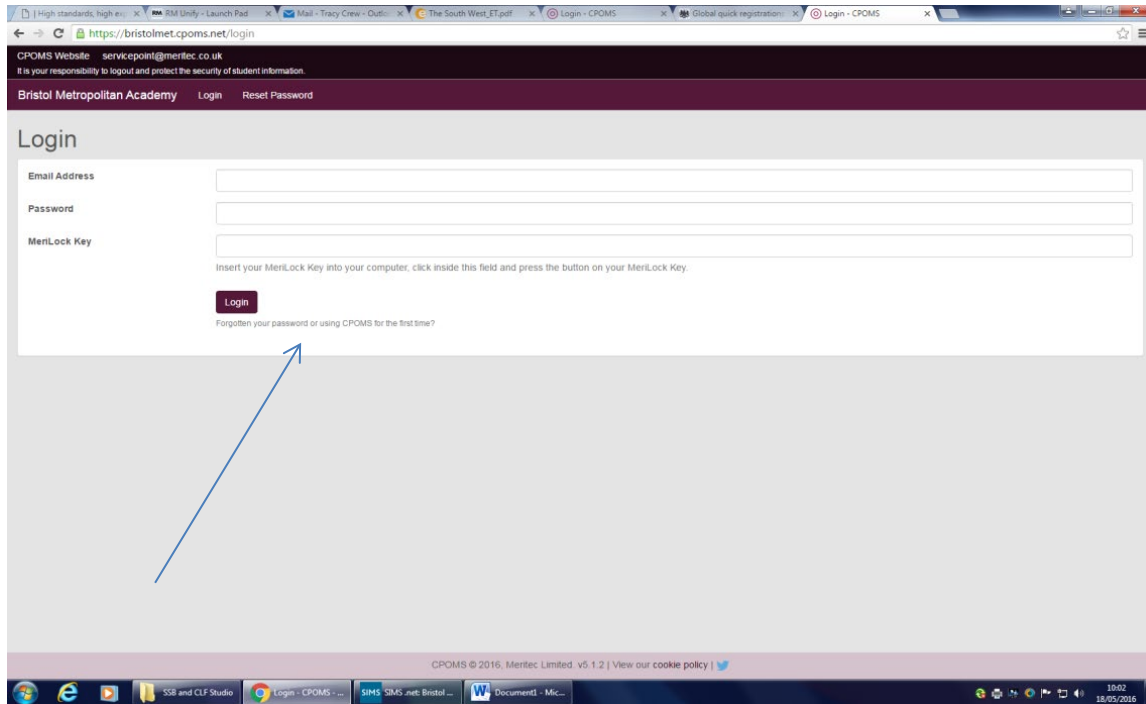 | High standards, high ex
RM RM Unify - Launch Pad
Mail - Tracy Crew - Outlo
The South West_ET.pdf
Login - CPOMS
Global quick registration
Login - CPOMS
https://bristolmet.cpoms.net/login
CPOMS Website servicepoint@meritec.co.uk
It is your responsibility to logout and protect the security of student information.
Bristol Metropolitan Academy Login Reset Password
Login
Email Address
Password
MeriLock Key
Insert your MeriLock Key into your computer, click inside this field and press the button on your MeriLock Key.
Login
Forgotten your password or using CPOMS for the first time?
CPOMS © 2016. Meritec Limited. v5.1.2 | View our cookie policy |
SSB and CLF Studio
Login - CPOMS - ...
SIMS SIMS .net: Bristol ...
W Document1 - Mic...
10:02
18/05/2016